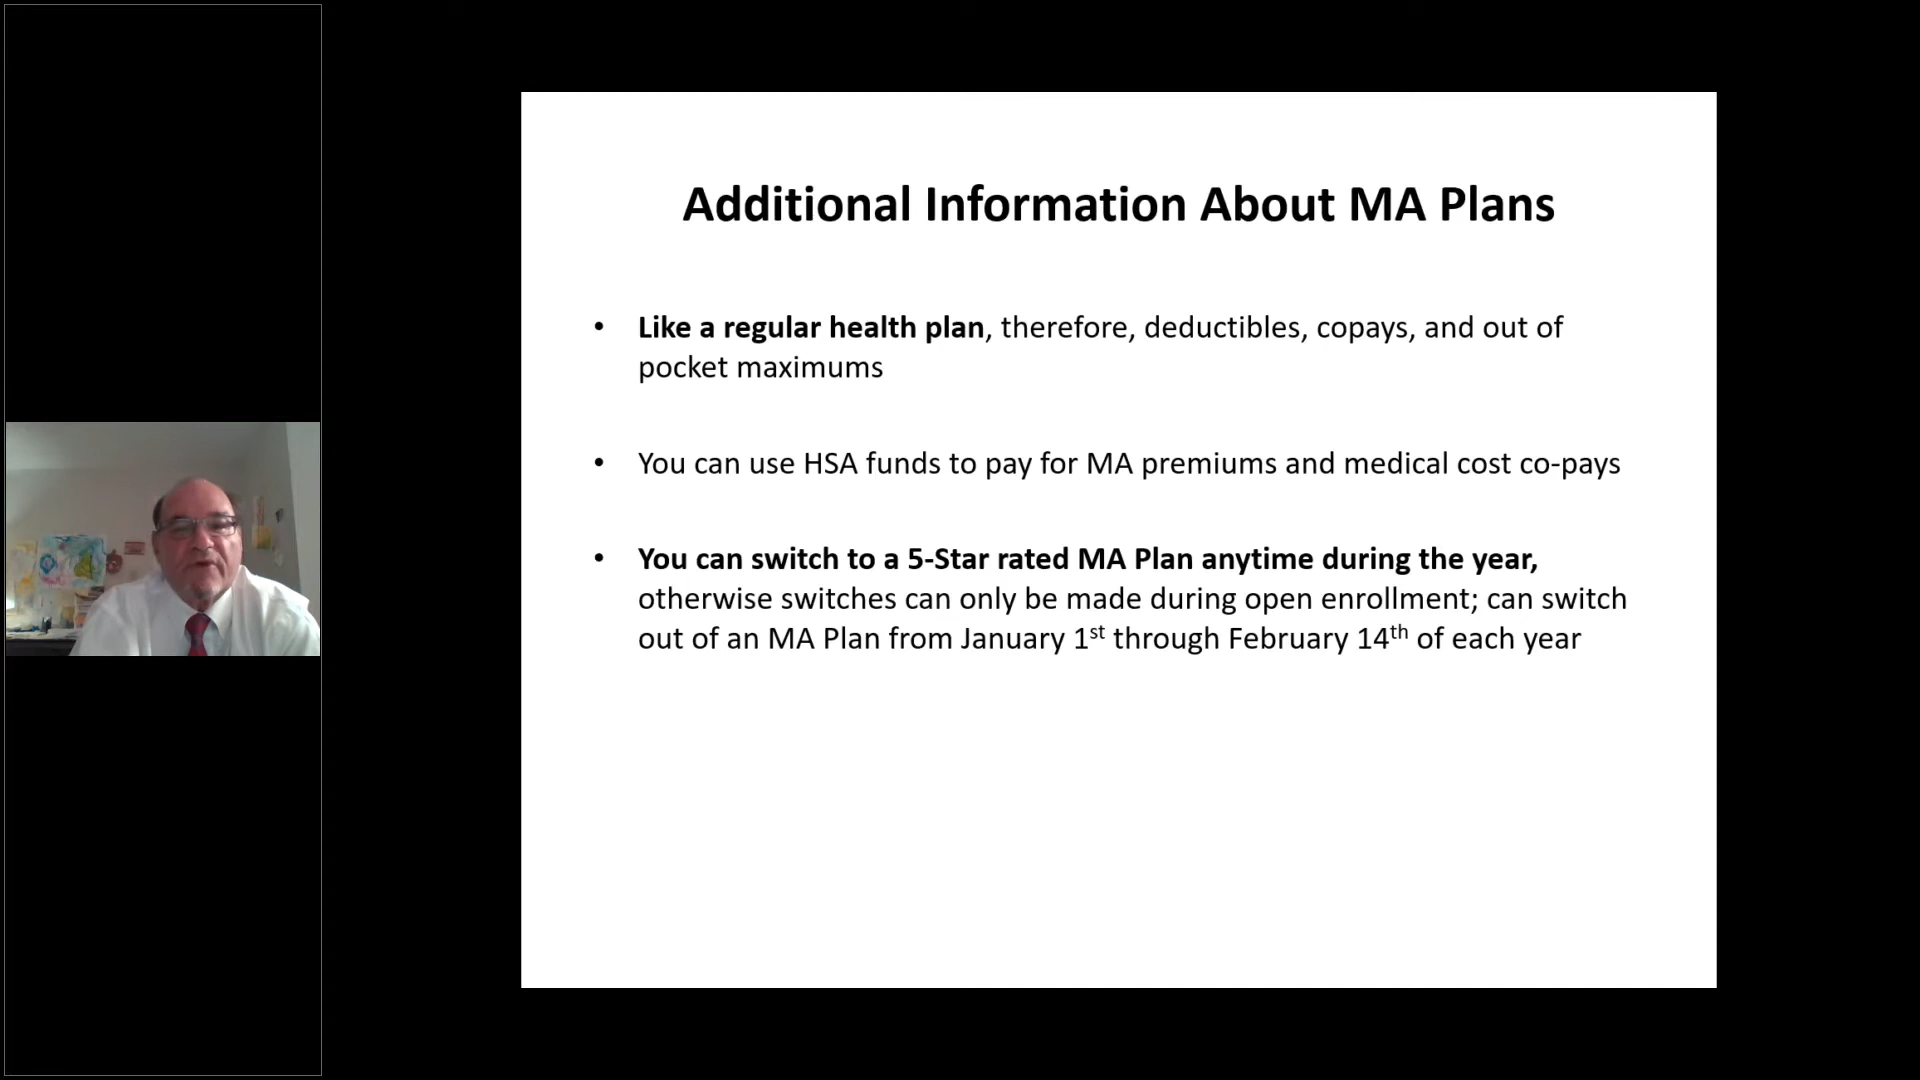 Additional Information About MA Plans
• Like a regular health plan, therefore, deductibles, copays, and out of
pocket maximums
• You can use HSA funds to pay for MA premiums and medical cost co-pays
• You can switch to a 5-Star rated MA Plan anytime during the year,
otherwise switches can only be made during open enrollment; can switch
out of an MA Plan from January 1st through February 14th of each year